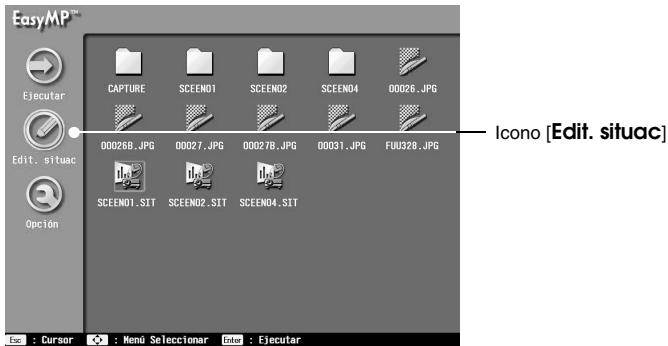 EasyMP™
Ejecutar
CAPTURE SCEEN01 SCEEN02 SCEEN04 00026.JPG
Edit. situac
00026B.JPG 00027.JPG 00027B.JPG 00031.JPG FUU328.JPG
Icono [Edit. situac]
Opción
SCEEN01.SIT SCEEN02.SIT SCEEN04.SIT
Esc : Cursor : Menú Seleccionar Enter : Ejecutar